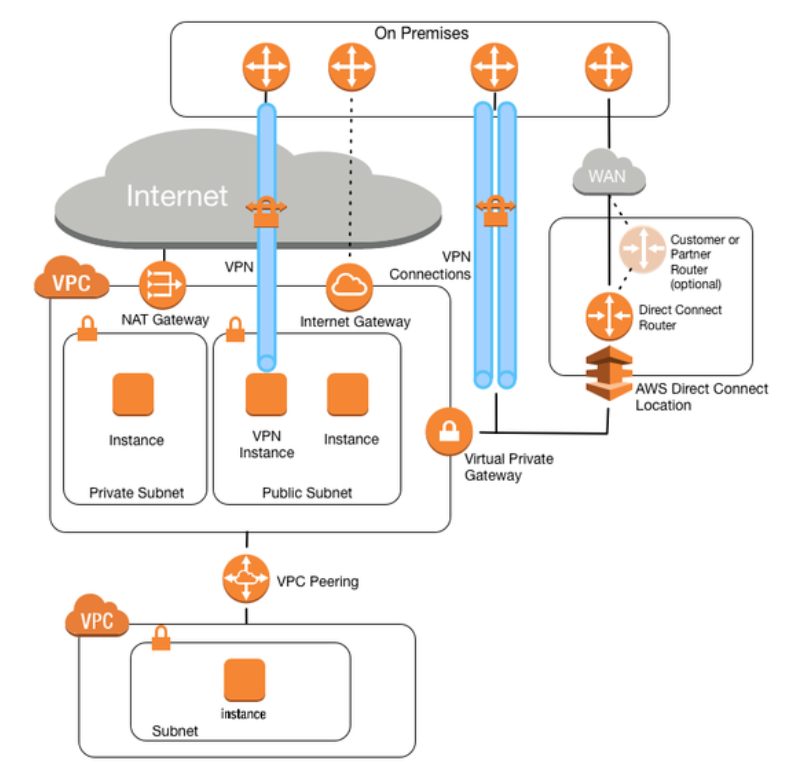 On Premises
Internet
WAN
VPN
VPN
Connections
Customer or
Partner
Router
(optional)
VPC
NAT Gateway
Internet Gateway
Direct Connect
Router
AWS Direct Connect
Location
Instance
VPN
Instance
Instance
Private Subnet
Public Subnet
Virtual Private
Gateway
VPC Peering
VPC
instance
Subnet